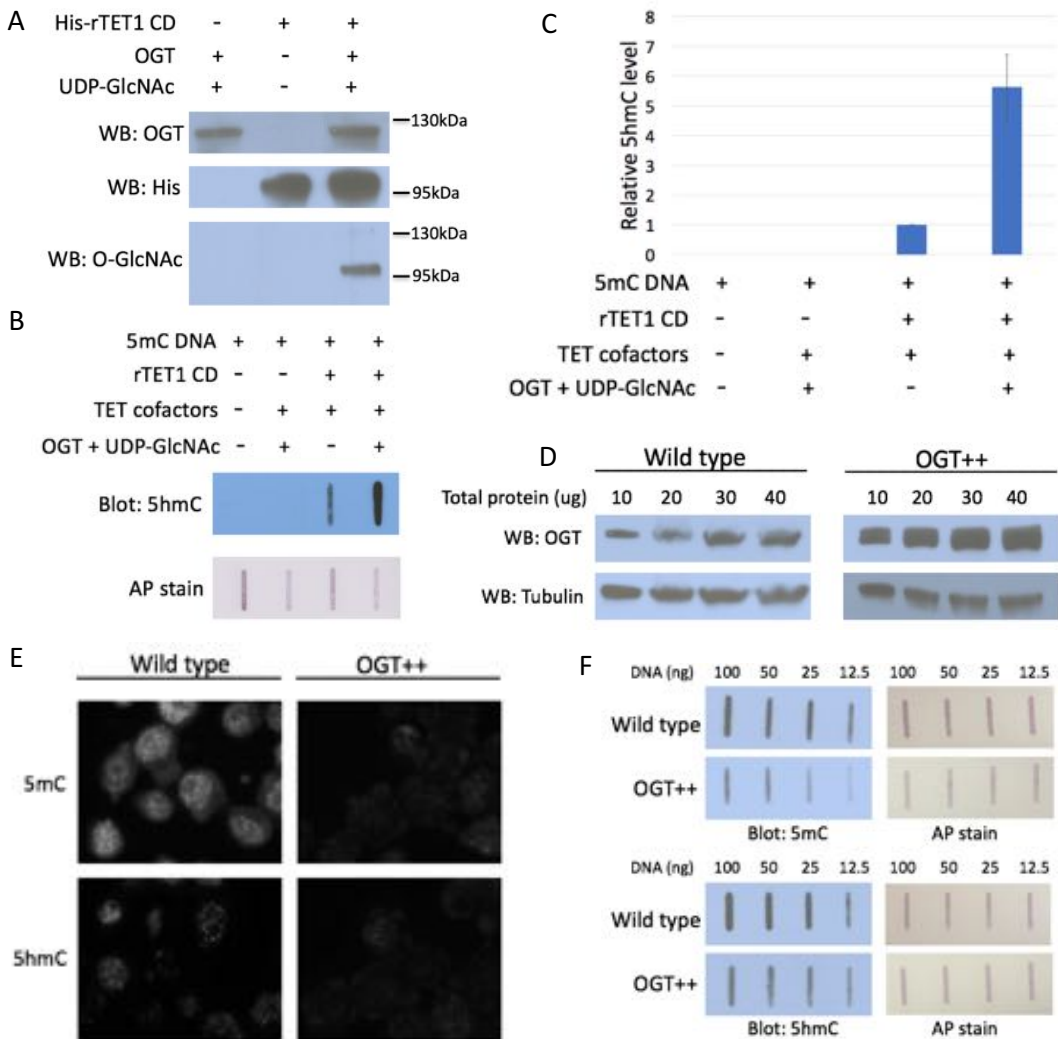 A
His-rTET1 CD - + +
OGT + - +
UDP-GlcNAc + - +
WB: OGT
130kDa
WB: His
95kDa
WB: O-GlcNAc
130kDa
95kDa
B
5mC DNA + + + +
rTET1 CD - - + +
TET cofactors - + + +
OGT + UDP-GlcNAc - + - +
Blot: 5hmC
AP stain
C
Relative 5hmC level
8
7
6
5
4
3
2
1
0
5mC DNA + + + +
rTET1 CD - - + +
TET cofactors - + + +
OGT + UDP-GlcNAc - + - +
D
Wild type OGT++
Total protein (ug) 10 20 30 40 10 20 30 40
WB: OGT
WB: Tubulin
E
Wild type OGT++
5mC
5hmC
F
DNA (ng) 100 50 25 12.5 100 50 25 12.5
Wild type
OGT++
Blot: 5mC AP stain
DNA (ng) 100 50 25 12.5 100 50 25 12.5
Wild type
OGT++
Blot: 5hmC AP stain